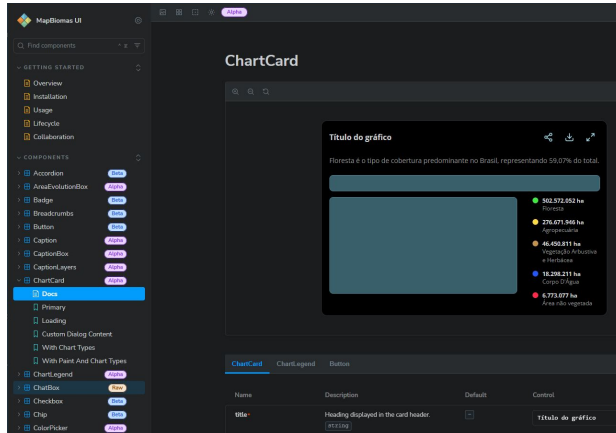 MapBiomas UI
Alpha
Find components
GETTING STARTED
Overview
Installation
Usage
Lifecycle
Collaboration
COMPONENTS
Accordion Beta
AreaEvolutionBox Alpha
Badge Beta
Breadcrumbs Beta
Button Beta
Caption Alpha
CaptionBox Alpha
CaptionLayers Alpha
ChartCard Alpha
Docs
Primary
Loading
Custom Dialog Content
With Chart Types
With Paint And Chart Types
ChartLegend Alpha
ChatBox Raw
Checkbox Beta
Chip Beta
ColorPicker Alpha
ChartCard
Título do gráfico
Floresta é o tipo de cobertura predominante no Brasil, representando 59,07% do total.
502.572.052 ha
Floresta
276.671.946 ha
Agropecuária
46.450.811 ha
Vegetação Arbustiva
e Herbácea
18.298.211 ha
Corpo D'Água
6.773.077 ha
Área não vegetada
ChartCard ChartLegend Button
Name Description Default Control
title* Heading displayed in the card header. - Título do gráfico
string